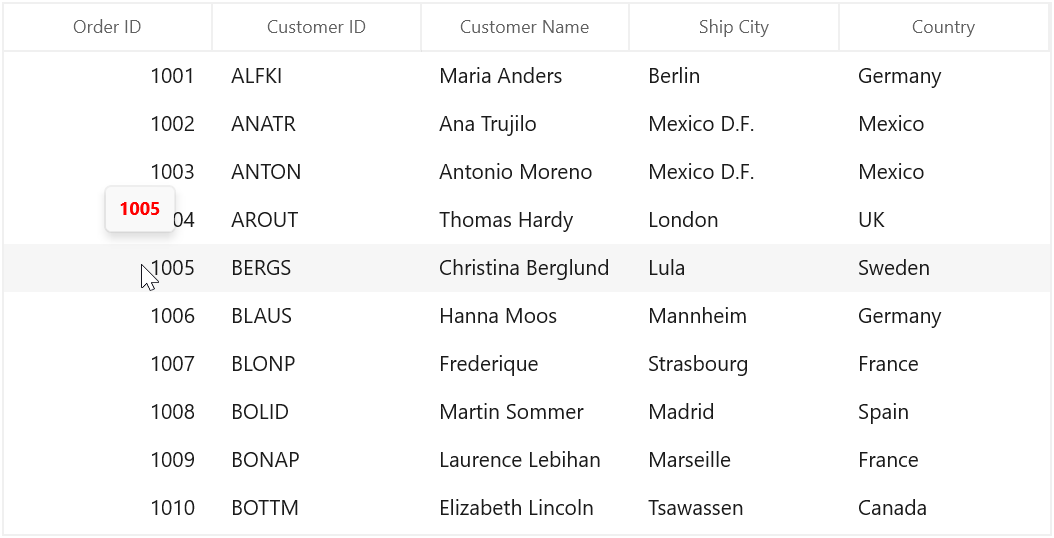 Order ID Customer ID Customer Name Ship City Country
1001 ALFKI Maria Anders Berlin Germany
1002 ANATR Ana Trujilo Mexico D.F. Mexico
1003 ANTON Antonio Moreno Mexico D.F. Mexico
1005
04 AROUT Thomas Hardy London UK
1005 BERGS Christina Berglund Lula Sweden
1006 BLAUS Hanna Moos Mannheim Germany
1007 BLONP Frederique Strasbourg France
1008 BOLID Martin Sommer Madrid Spain
1009 BONAP Laurence Lebihan Marseille France
1010 BOTTM Elizabeth Lincoln Tsawassen Canada